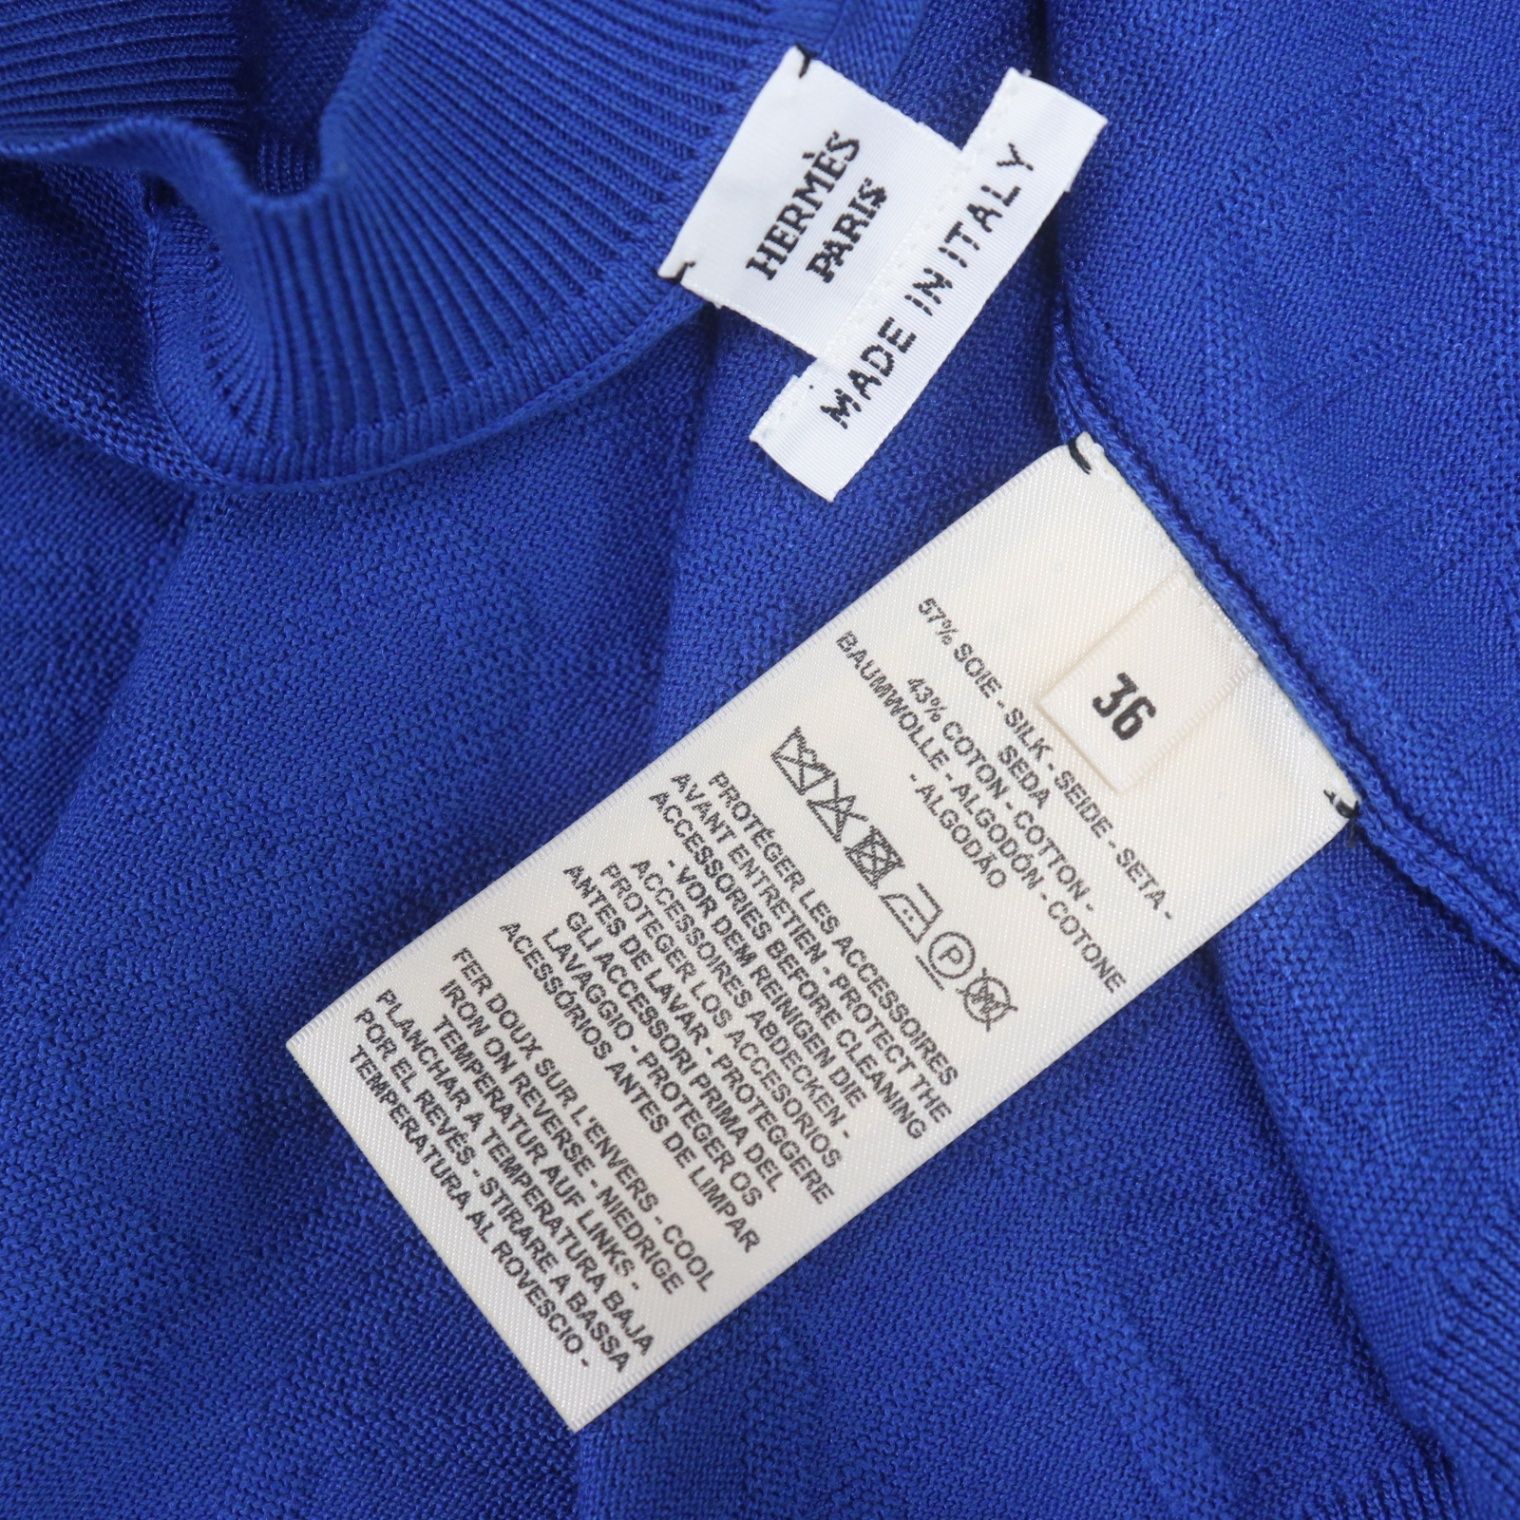 HERMÈS
PARIS
MADE IN ITALY
36
57% SOIE - SILK - SEIDE - SETA -
SEDA
43% COTON - COTTON -
BAUMWOLLE - ALGODÓN - COTONE
- ALGODÃO
P
PROTÉGER LES ACCESSOIRES
AVANT ENTRETIEN - PROTECT THE
ACCESSORIES BEFORE CLEANING
- VOR DEM REINIGEN DIE
ACCESSOIRES ABDECKEN -
PROTEGER LOS ACCESORIOS
ANTES DE LAVAR - PROTEGGERE
GLI ACCESSORI PRIMA DEL
LAVAGGIO - PROTEGER OS
ACESSÓRIOS ANTES DE LIMPAR
FER DOUX SUR L'ENVERS - COOL
IRON ON REVERSE - NIEDRIGE
TEMPERATUR AUF LINKS -
PLANCHAR A TEMPERATURA BAJA
POR EL REVÉS - STIRARE A BASSA
TEMPERATURA AL ROVESCIO -